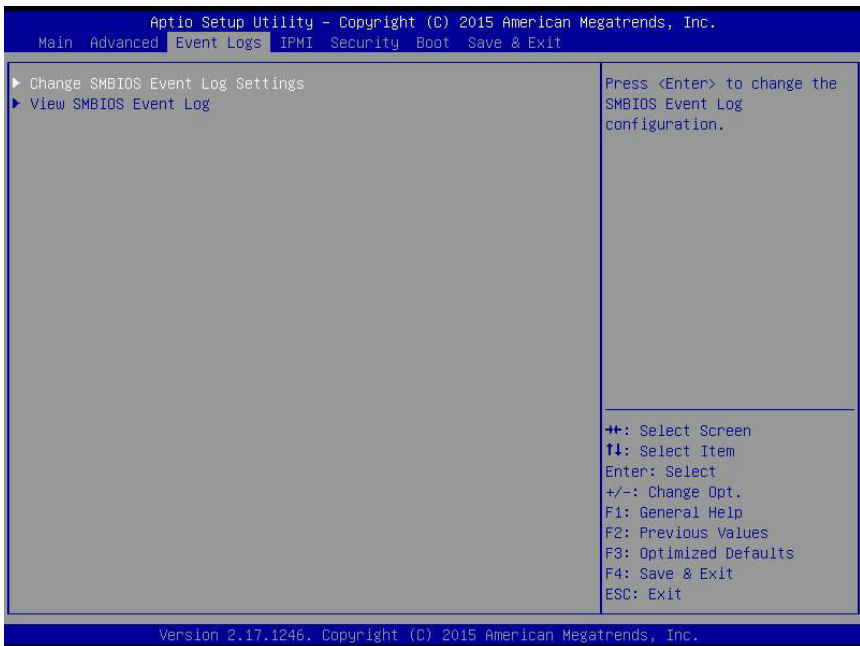 Aptio Setup Utility – Copyright (C) 2015 American Megatrends, Inc.
Main Advanced Event Logs IPMI Security Boot Save & Exit
▶ Change SMBIOS Event Log Settings
▶ View SMBIOS Event Log
Press <Enter> to change the
SMBIOS Event Log
configuration.
→←: Select Screen
↑↓: Select Item
Enter: Select
+/-: Change Opt.
F1: General Help
F2: Previous Values
F3: Optimized Defaults
F4: Save & Exit
ESC: Exit
Version 2.17.1246. Copyright (C) 2015 American Megatrends, Inc.